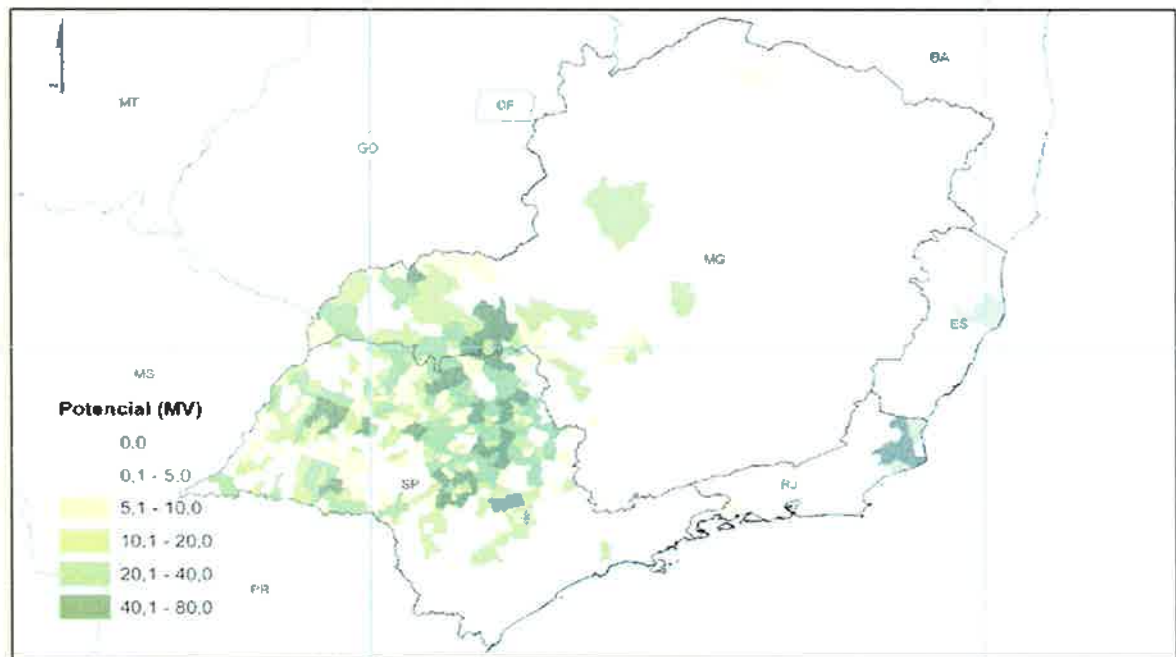 BA
MT
DF
GO
MG
ES
MS
Potencial (MV)
0.0
0,1 - 5.0
5,1 - 10,0
10,1 - 20,0
20,1 - 40,0
40,1 - 80,0
SP
RJ
PR